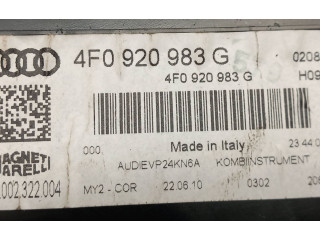 4F0 920 983 G
0208
4F0 920 983 G
H09
000.
Made in Italy
23 44 0
AUDIEVP24KN6A KOMBIINSTRUMENT
MAGNETI
MARELLI
.002.322.004
MY2 - COR 22.06.10 0302